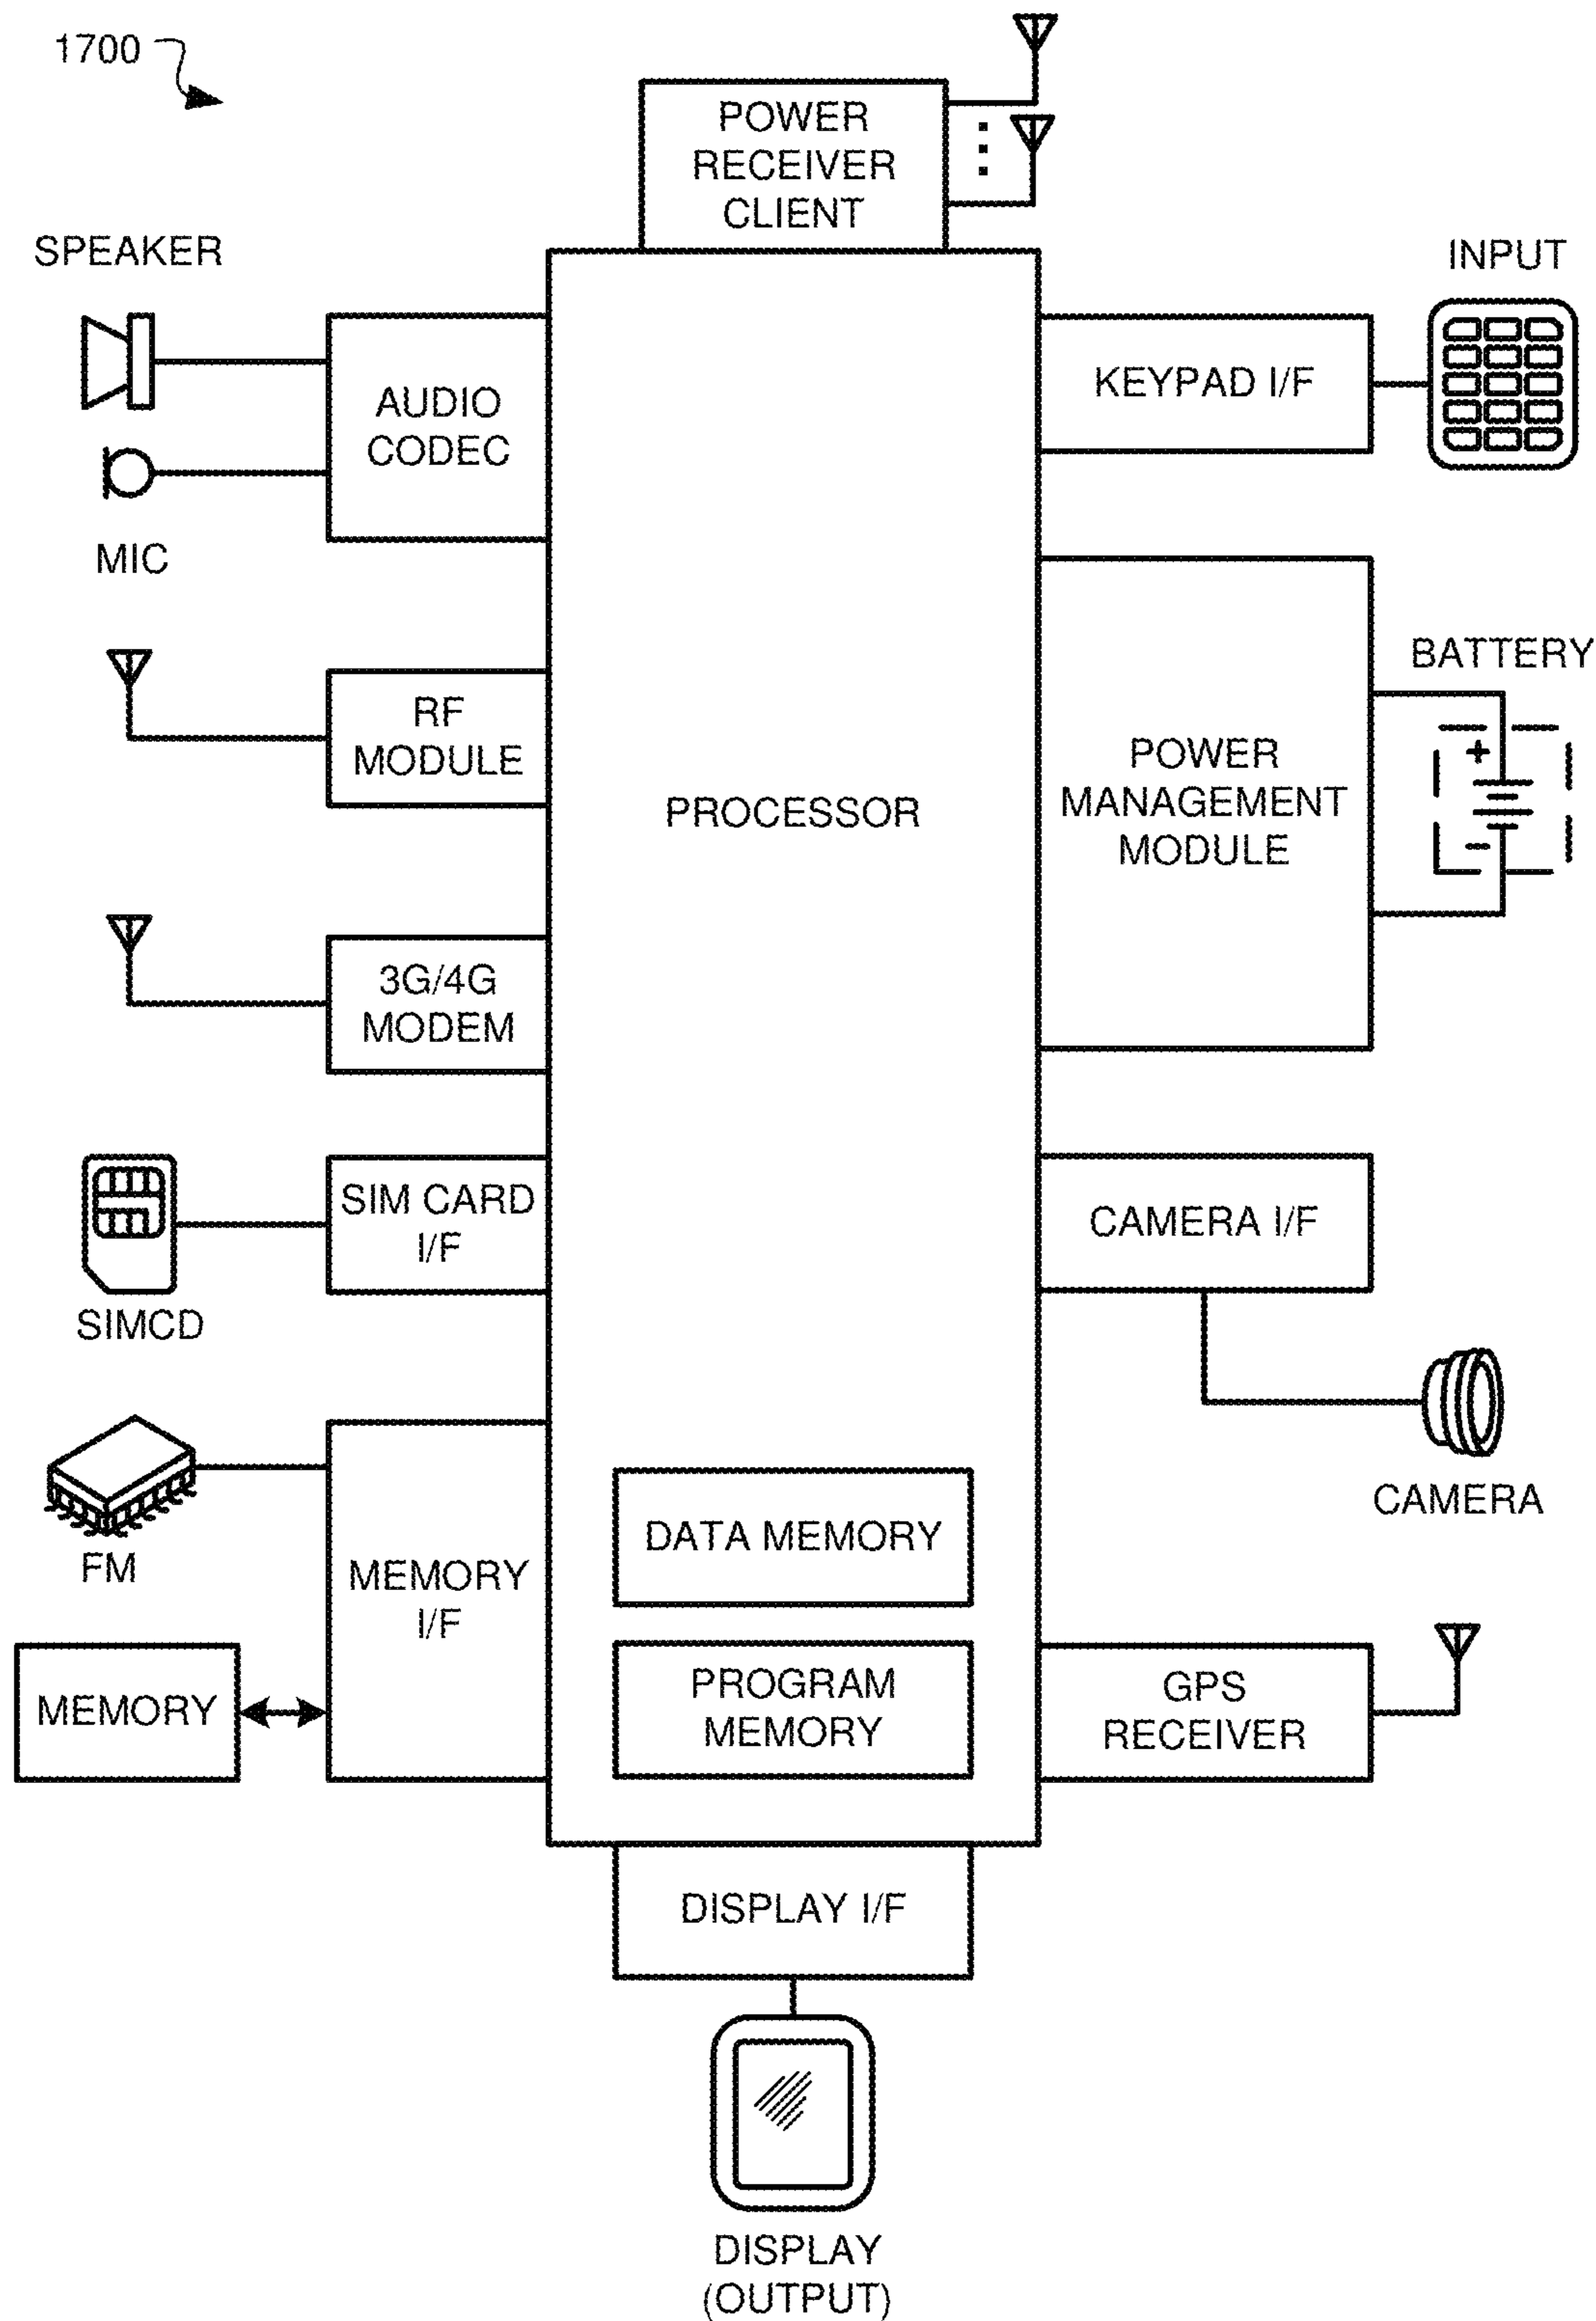 1700
POWER
RECEIVER
CLIENT
SPEAKER
INPUT
AUDIO
CODEC
KEYPAD I/F
MIC
BATTERY
RF
MODULE
PROCESSOR
POWER
MANAGEMENT
MODULE
+
-
3G/4G
MODEM
SIM CARD
I/F
CAMERA I/F
SIMCD
CAMERA
FM
MEMORY
I/F
DATA MEMORY
MEMORY
PROGRAM
MEMORY
GPS
RECEIVER
DISPLAY I/F
DISPLAY
(OUTPUT)